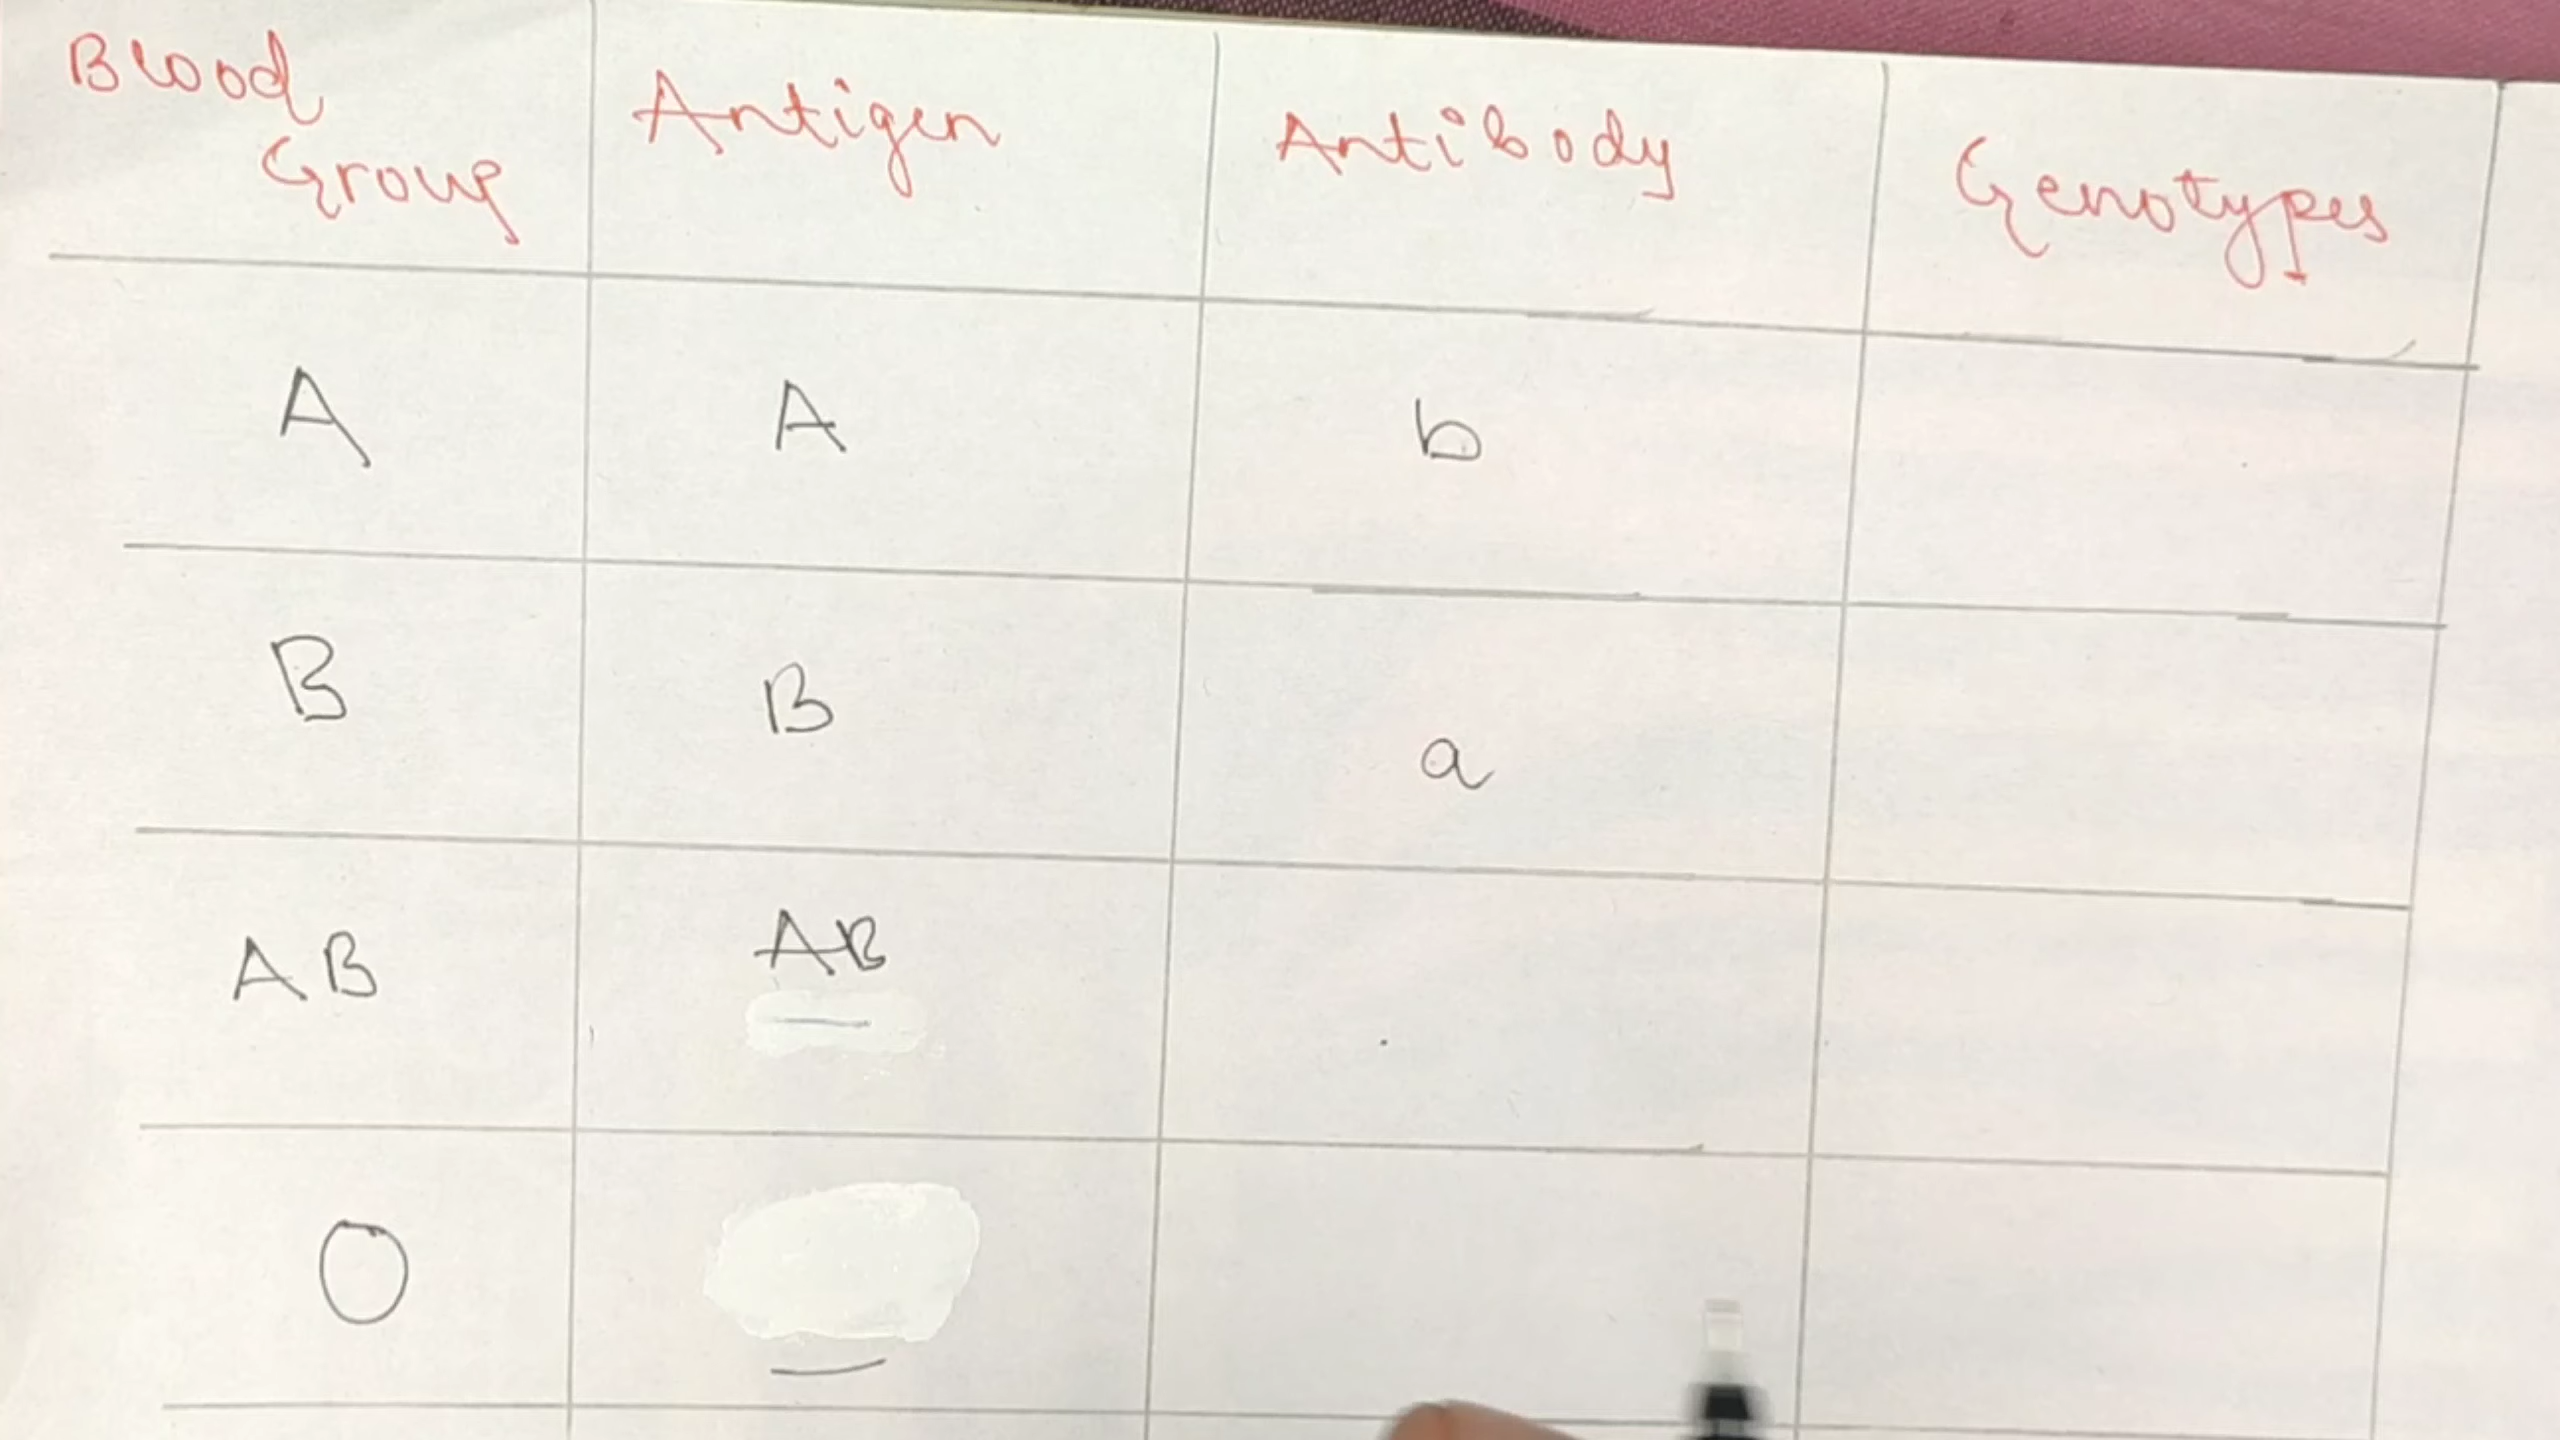 Blood Group Antigen Antibody Genotypes
A A b
B B a
AB AB
O —